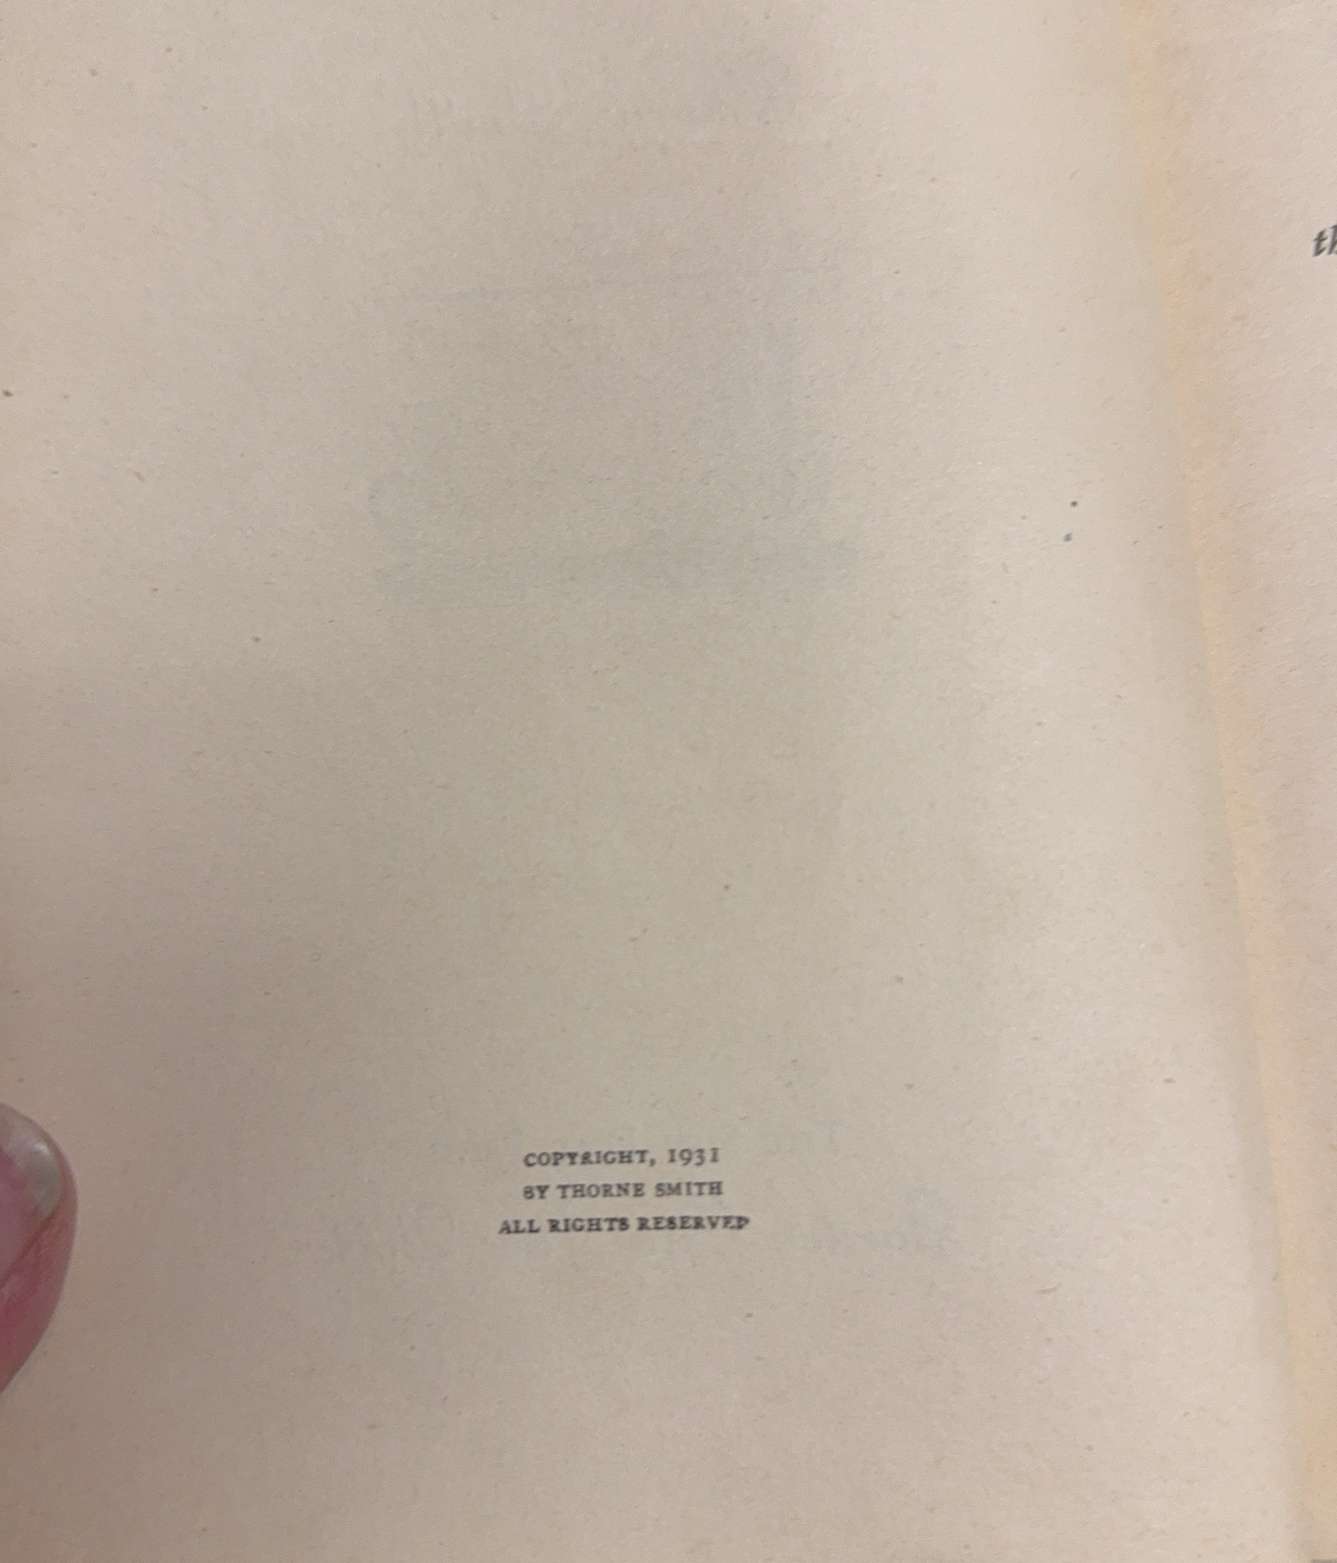 COPYRIGHT, 1931
BY THORNE SMITH
ALL RIGHTS RESERVED